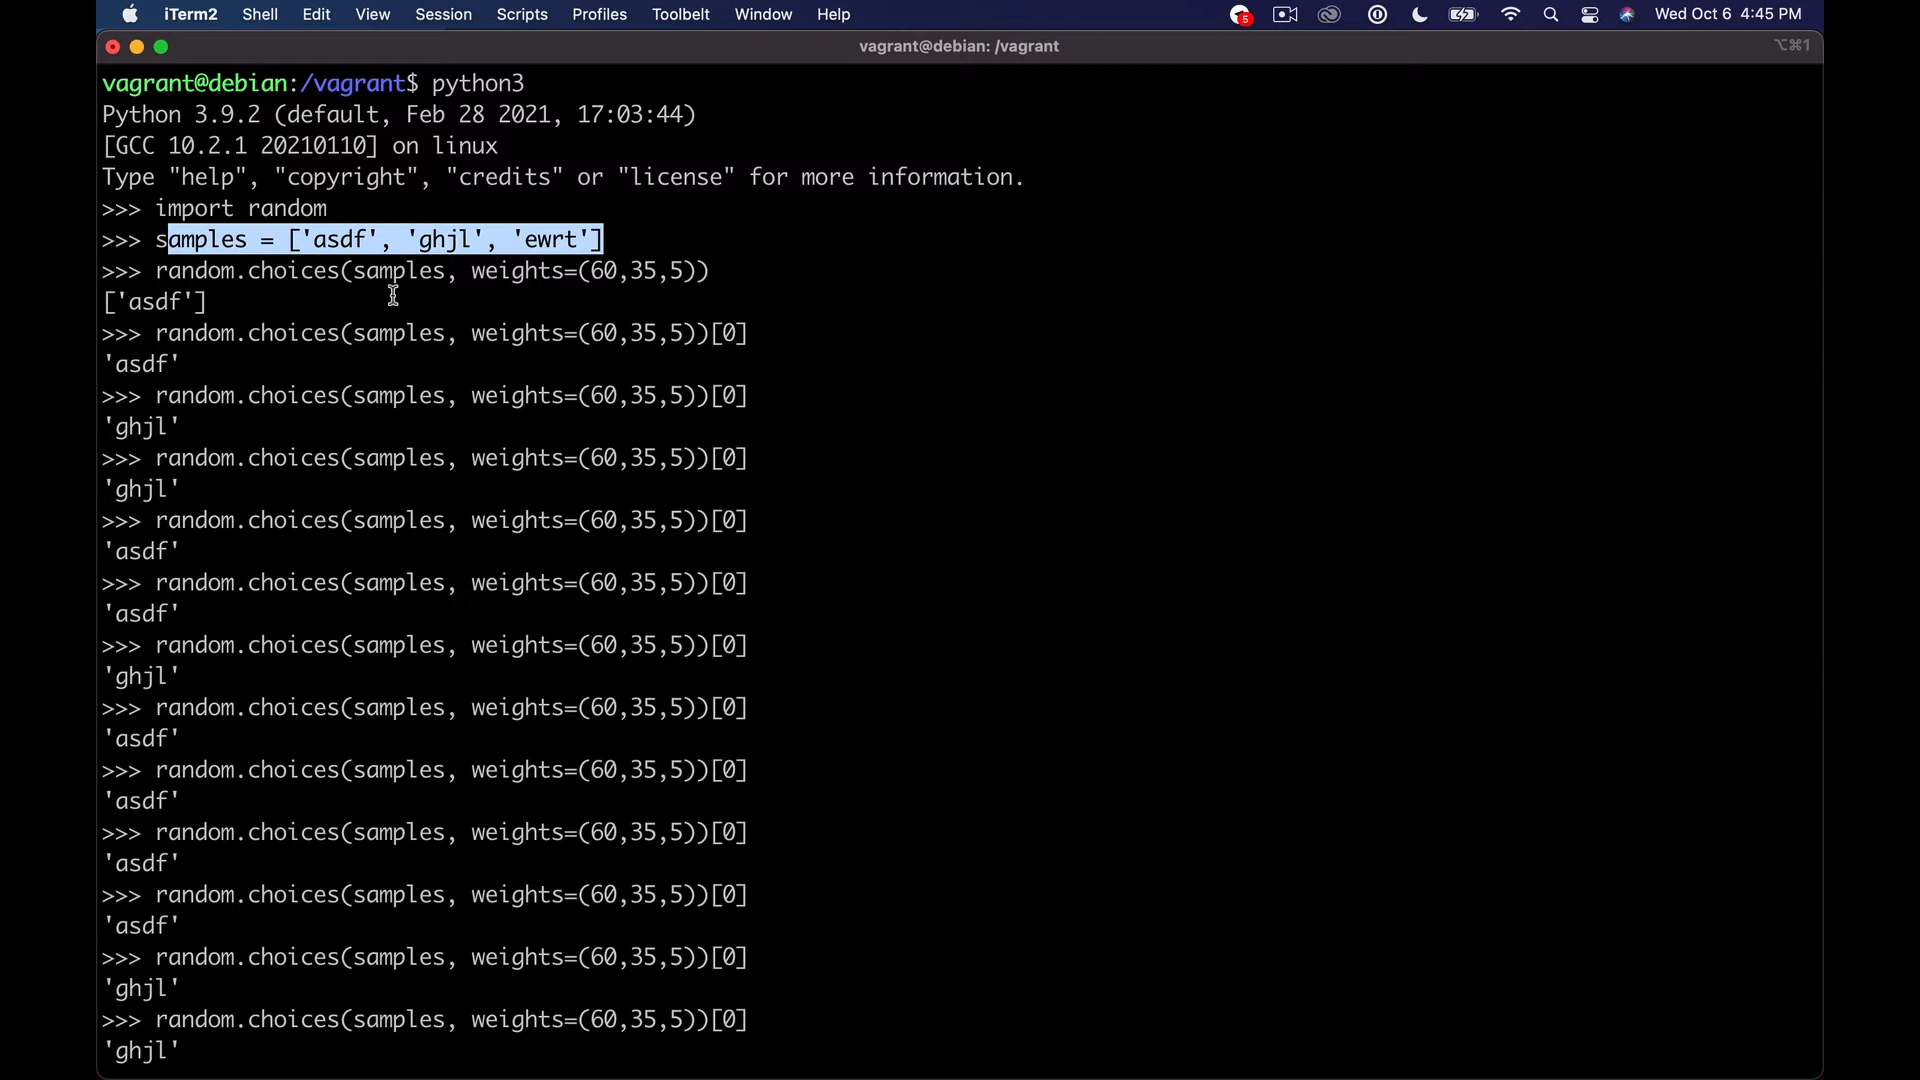 iTerm2 Shell Edit View Session Scripts Profiles Toolbelt Window Help 5 Wed Oct 6 4:45 PM
vagrant@debian: /vagrant ⌥⌘1
vagrant@debian:/vagrant$ python3
Python 3.9.2 (default, Feb 28 2021, 17:03:44)
[GCC 10.2.1 20210110] on linux
Type "help", "copyright", "credits" or "license" for more information.
>>> import random
>>> samples = ['asdf', 'ghjl', 'ewrt']
>>> random.choices(samples, weights=(60,35,5))
['asdf']
>>> random.choices(samples, weights=(60,35,5))[0]
'asdf'
>>> random.choices(samples, weights=(60,35,5))[0]
'ghjl'
>>> random.choices(samples, weights=(60,35,5))[0]
'ghjl'
>>> random.choices(samples, weights=(60,35,5))[0]
'asdf'
>>> random.choices(samples, weights=(60,35,5))[0]
'asdf'
>>> random.choices(samples, weights=(60,35,5))[0]
'ghjl'
>>> random.choices(samples, weights=(60,35,5))[0]
'asdf'
>>> random.choices(samples, weights=(60,35,5))[0]
'asdf'
>>> random.choices(samples, weights=(60,35,5))[0]
'asdf'
>>> random.choices(samples, weights=(60,35,5))[0]
'asdf'
>>> random.choices(samples, weights=(60,35,5))[0]
'ghjl'
>>> random.choices(samples, weights=(60,35,5))[0]
'ghjl'